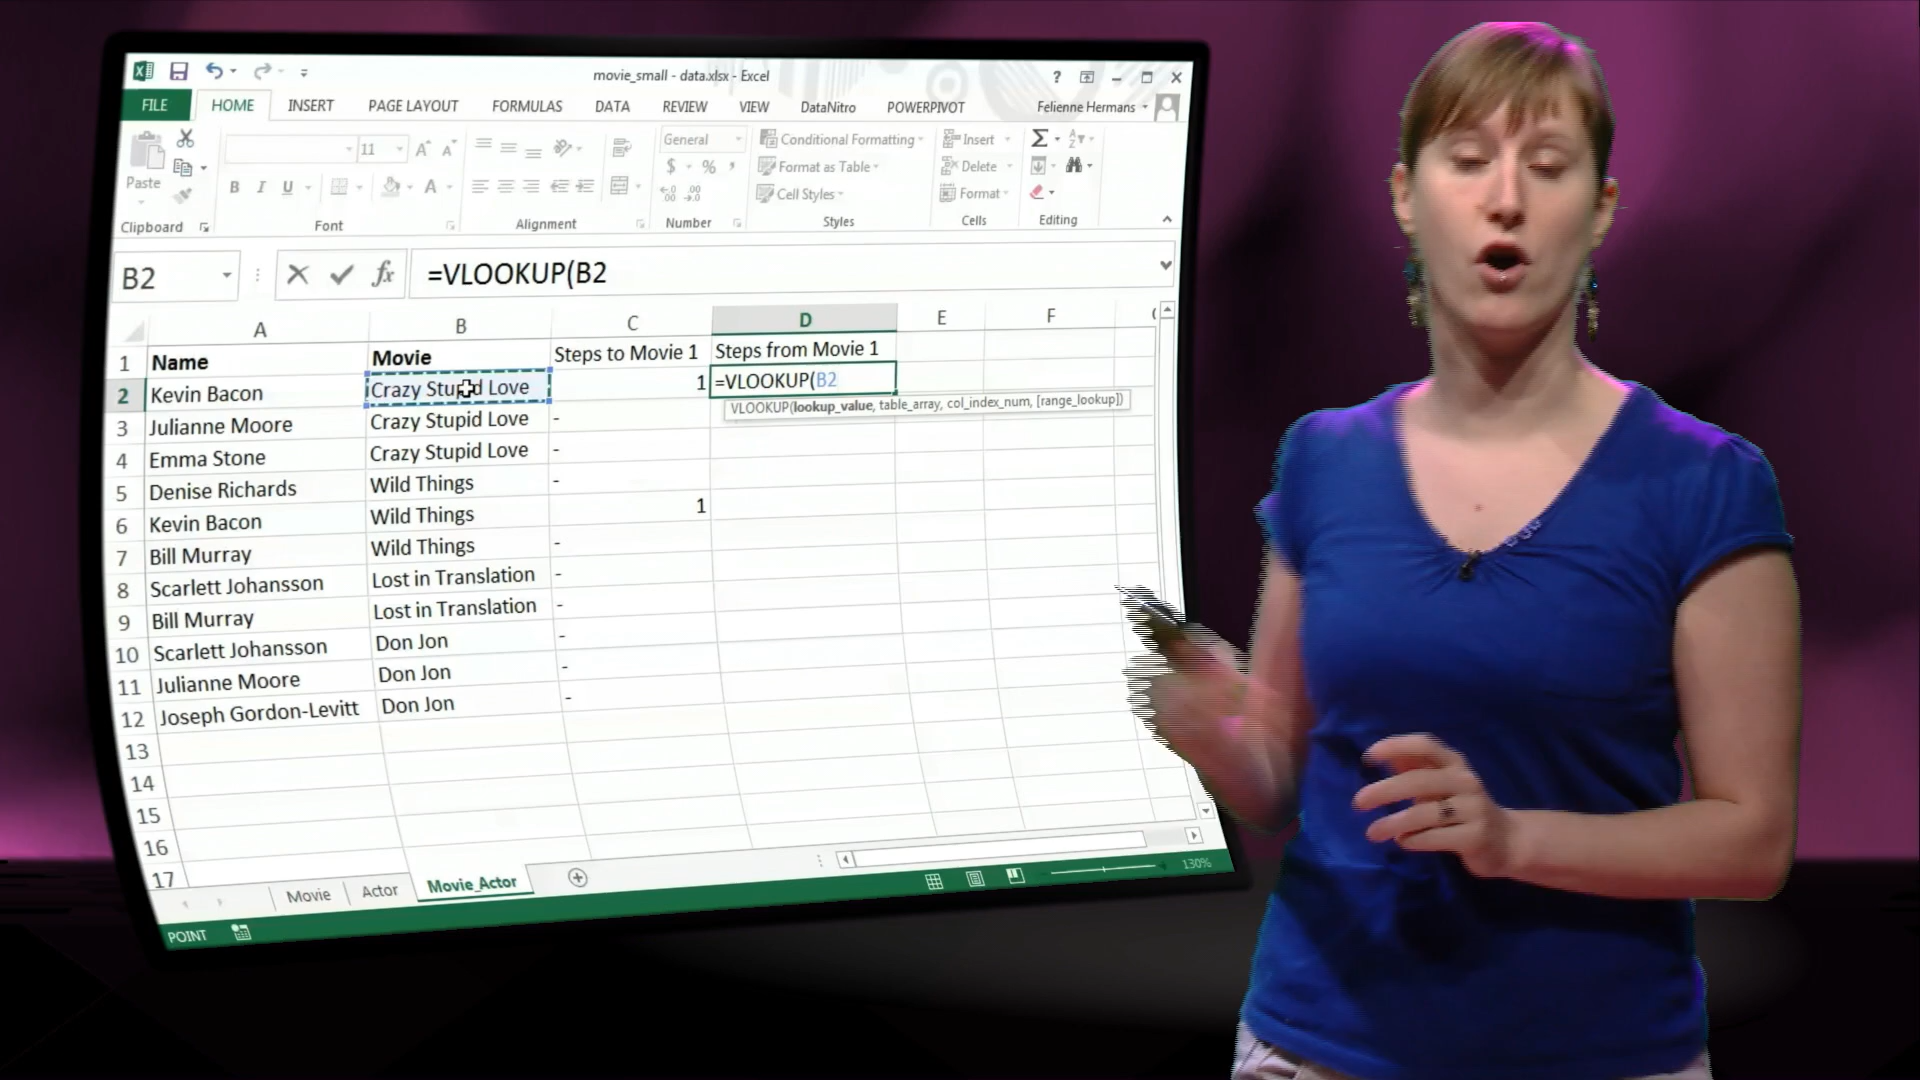 movie_small - data.xlsx - Excel
?
FILE HOME INSERT PAGE LAYOUT FORMULAS DATA REVIEW VIEW DataNitro POWERPIVOT Felienne Hermans
11 General Conditional Formatting Insert
Paste B I U A $ % Format as Table Delete
Cell Styles Format
Clipboard Font Alignment Number Styles Cells Editing
B2 fx =VLOOKUP(B2
A B C D E F
1 Name Movie Steps to Movie 1 Steps from Movie 1
2 Kevin Bacon Crazy Stupid Love 1 =VLOOKUP(B2
VLOOKUP(lookup_value, table_array, col_index_num, [range_lookup])
3 Julianne Moore Crazy Stupid Love -
4 Emma Stone Crazy Stupid Love -
5 Denise Richards Wild Things -
6 Kevin Bacon Wild Things 1
7 Bill Murray Wild Things -
8 Scarlett Johansson Lost in Translation -
9 Bill Murray Lost in Translation -
10 Scarlett Johansson Don Jon -
11 Julianne Moore Don Jon -
12 Joseph Gordon-Levitt Don Jon -
13
14
15
16
17
Movie Actor Movie_Actor
POINT 130%